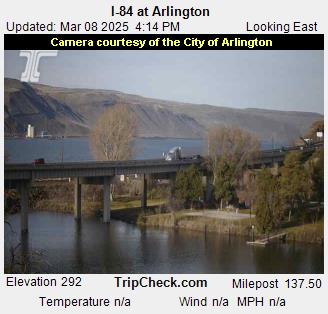 I-84 at Arlington
Updated: Mar 08 2025 4:14 PM Looking East
Camera courtesy of the City of Arlington
Elevation 292 TripCheck.com Milepost 137.50
Temperature n/a Wind n/a MPH n/a